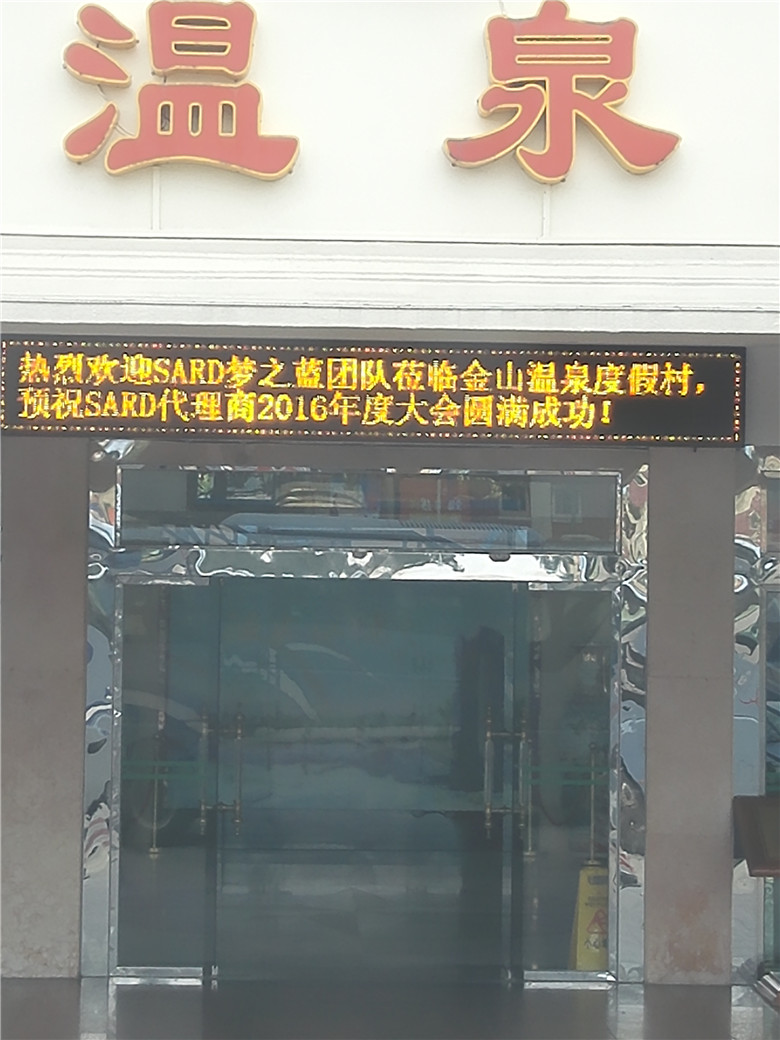 温泉
热烈欢迎SARD梦之蓝团队莅临金山温泉度假村，
预祝SARD代理商2016年度大会圆满成功！